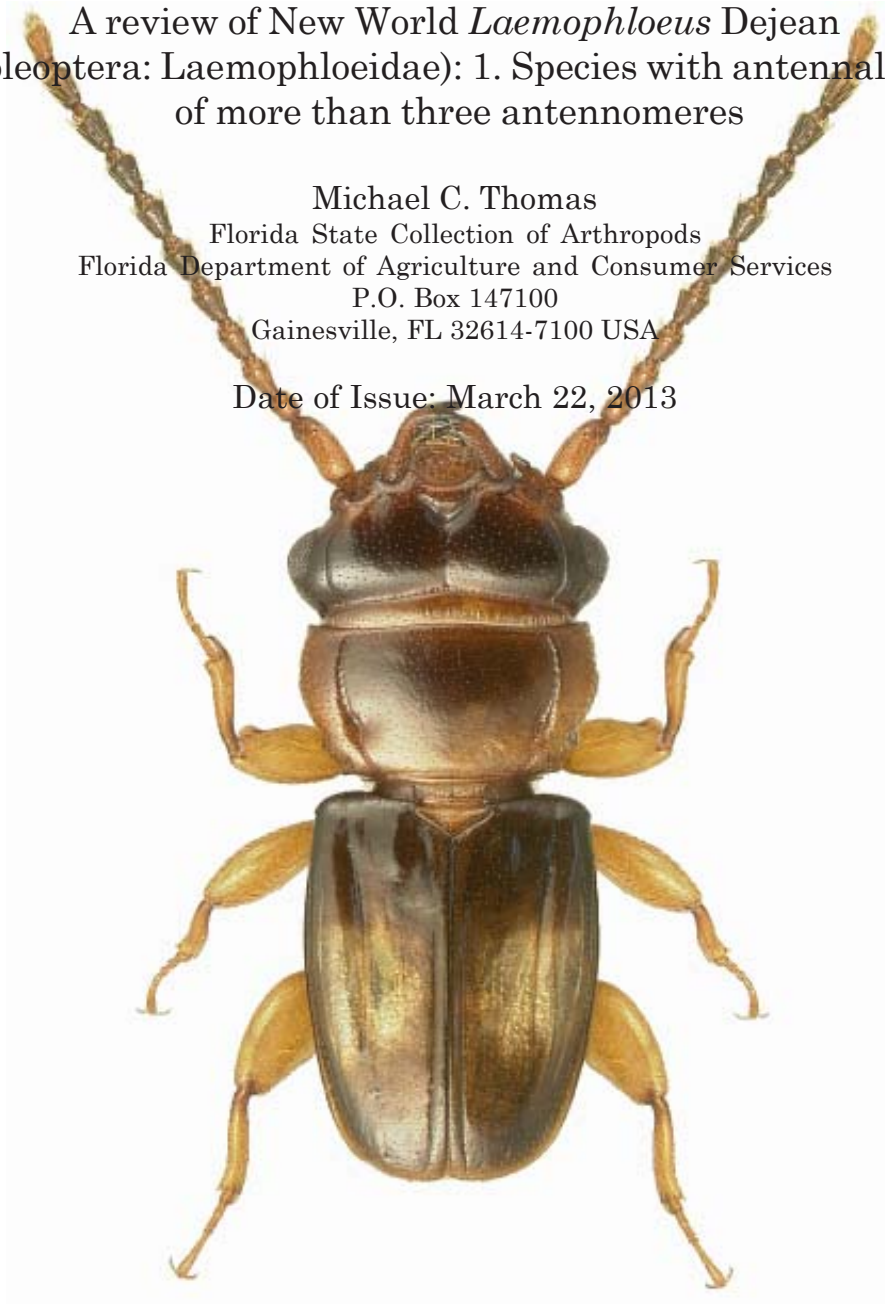 A review of New World Laemophloeus Dejean
oleoptera: Laemophloeidae): 1. Species with antennal
of more than three antennomeres
Michael C. Thomas
Florida State Collection of Arthropods
Florida Department of Agriculture and Consumer Services
P.O. Box 147100
Gainesville, FL 32614-7100 USA
Date of Issue: March 22, 2013